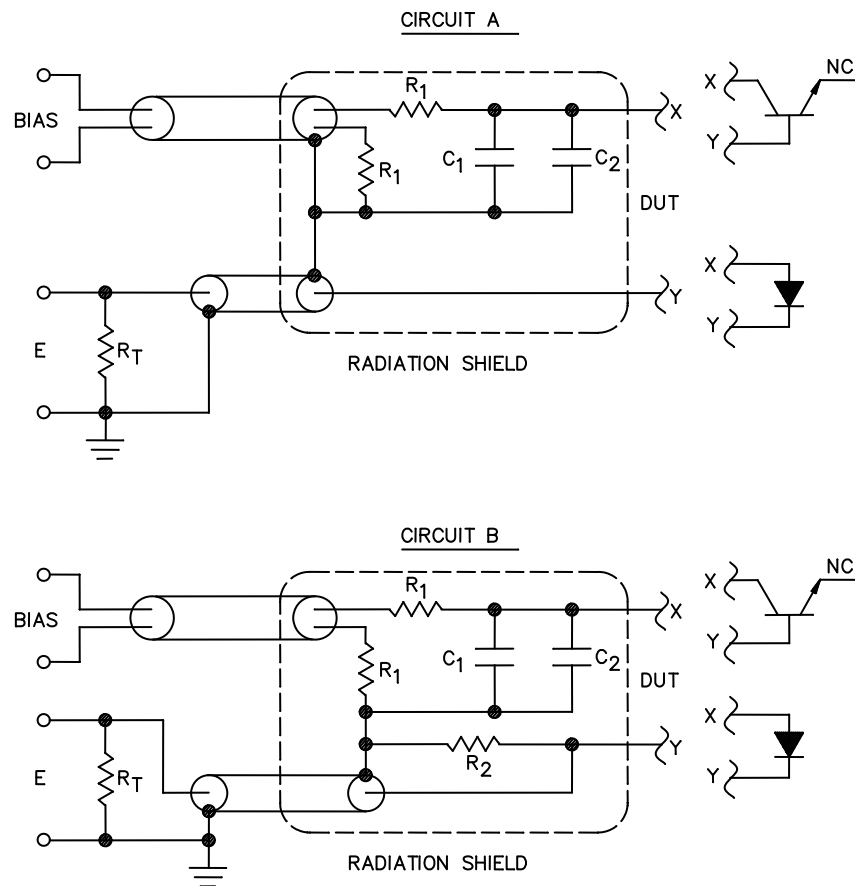 CIRCUIT A
R1
X
X
NC
BIAS
Y
C1
C2
R1
DUT
X
Y
Y
E
RT
RADIATION SHIELD
CIRCUIT B
R1
X
X
NC
BIAS
Y
C1
C2
R1
DUT
X
Y
R2
Y
E
RT
RADIATION SHIELD